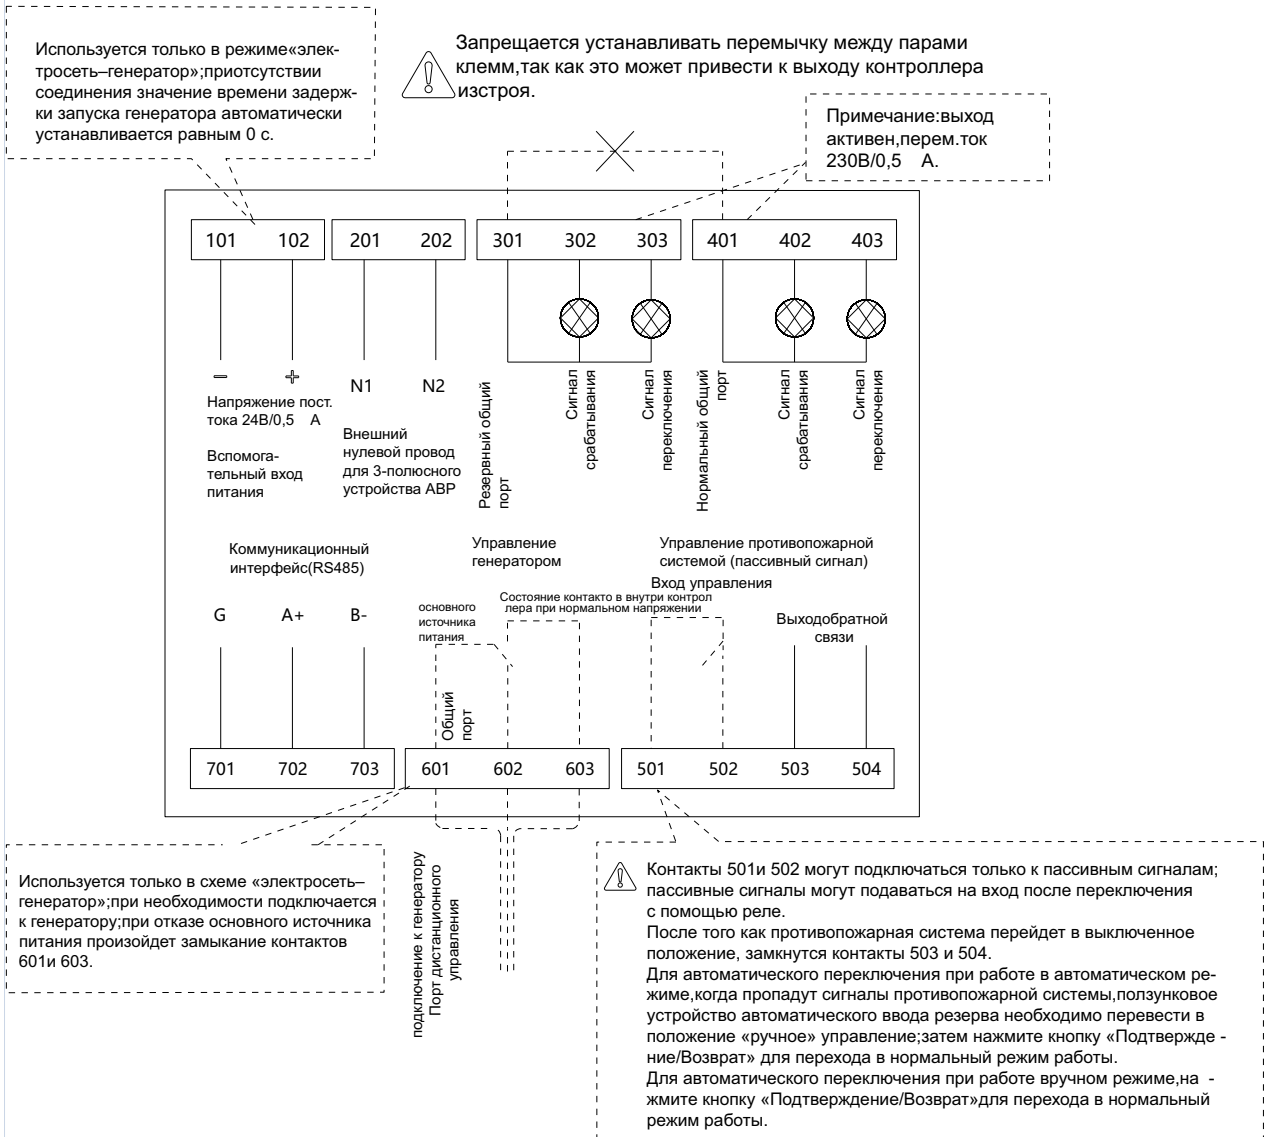 Используется только в режиме«элек-
тросеть–генератор»;приотсутствии
соединения значение времени задерж-
ки запуска генератора автоматически
устанавливается равным 0 с.
Запрещается устанавливать перемычку между парами
клемм,так как это может привести к выходу контроллера
изстроя.
Примечание:выход
активен,перем.ток
230В/0,5 А.
101 102 201 202 301 302 303 401 402 403
Напряжение пост.
тока 24В/0,5 А
Вспомога-
тельный вход
питания
N1 N2
Внешний
нулевой провод
для 3-полюсного
устройства АВР
Резервный общий
порт
Сигнал
срабатывания
Сигнал
переключения
Нормальный общий
порт
Сигнал
срабатывания
Сигнал
переключения
Коммуникационный
интерфейс(RS485)
Управление
генератором
Управление противопожарной
системой (пассивный сигнал)
Вход управления
G A+ B-
основного
источника
питания
Состояние контакто в внутри контрол
лера при нормальном напряжении
Выходобратной
связи
Общий
порт
701 702 703 601 602 603 501 502 503 504
Используется только в схеме «электросеть–
генератор»;при необходимости подключается
к генератору;при отказе основного источника
питания произойдет замыкание контактов
601и 603.
подключение к генератору
Порт дистанционного
управления
Контакты 501и 502 могут подключаться только к пассивным сигналам;
пассивные сигналы могут подаваться на вход после переключения
с помощью реле.
После того как противопожарная система перейдет в выключенное
положение, замкнутся контакты 503 и 504.
Для автоматического переключения при работе в автоматическом ре-
жиме,когда пропадут сигналы противопожарной системы,ползунковое
устройство автоматического ввода резерва необходимо перевести в
положение «ручное» управление;затем нажмите кнопку «Подтвержде -
ние/Возврат» для перехода в нормальный режим работы.
Для автоматического переключения при работе вручном режиме,на -
жмите кнопку «Подтверждение/Возврат»для перехода в нормальный
режим работы.